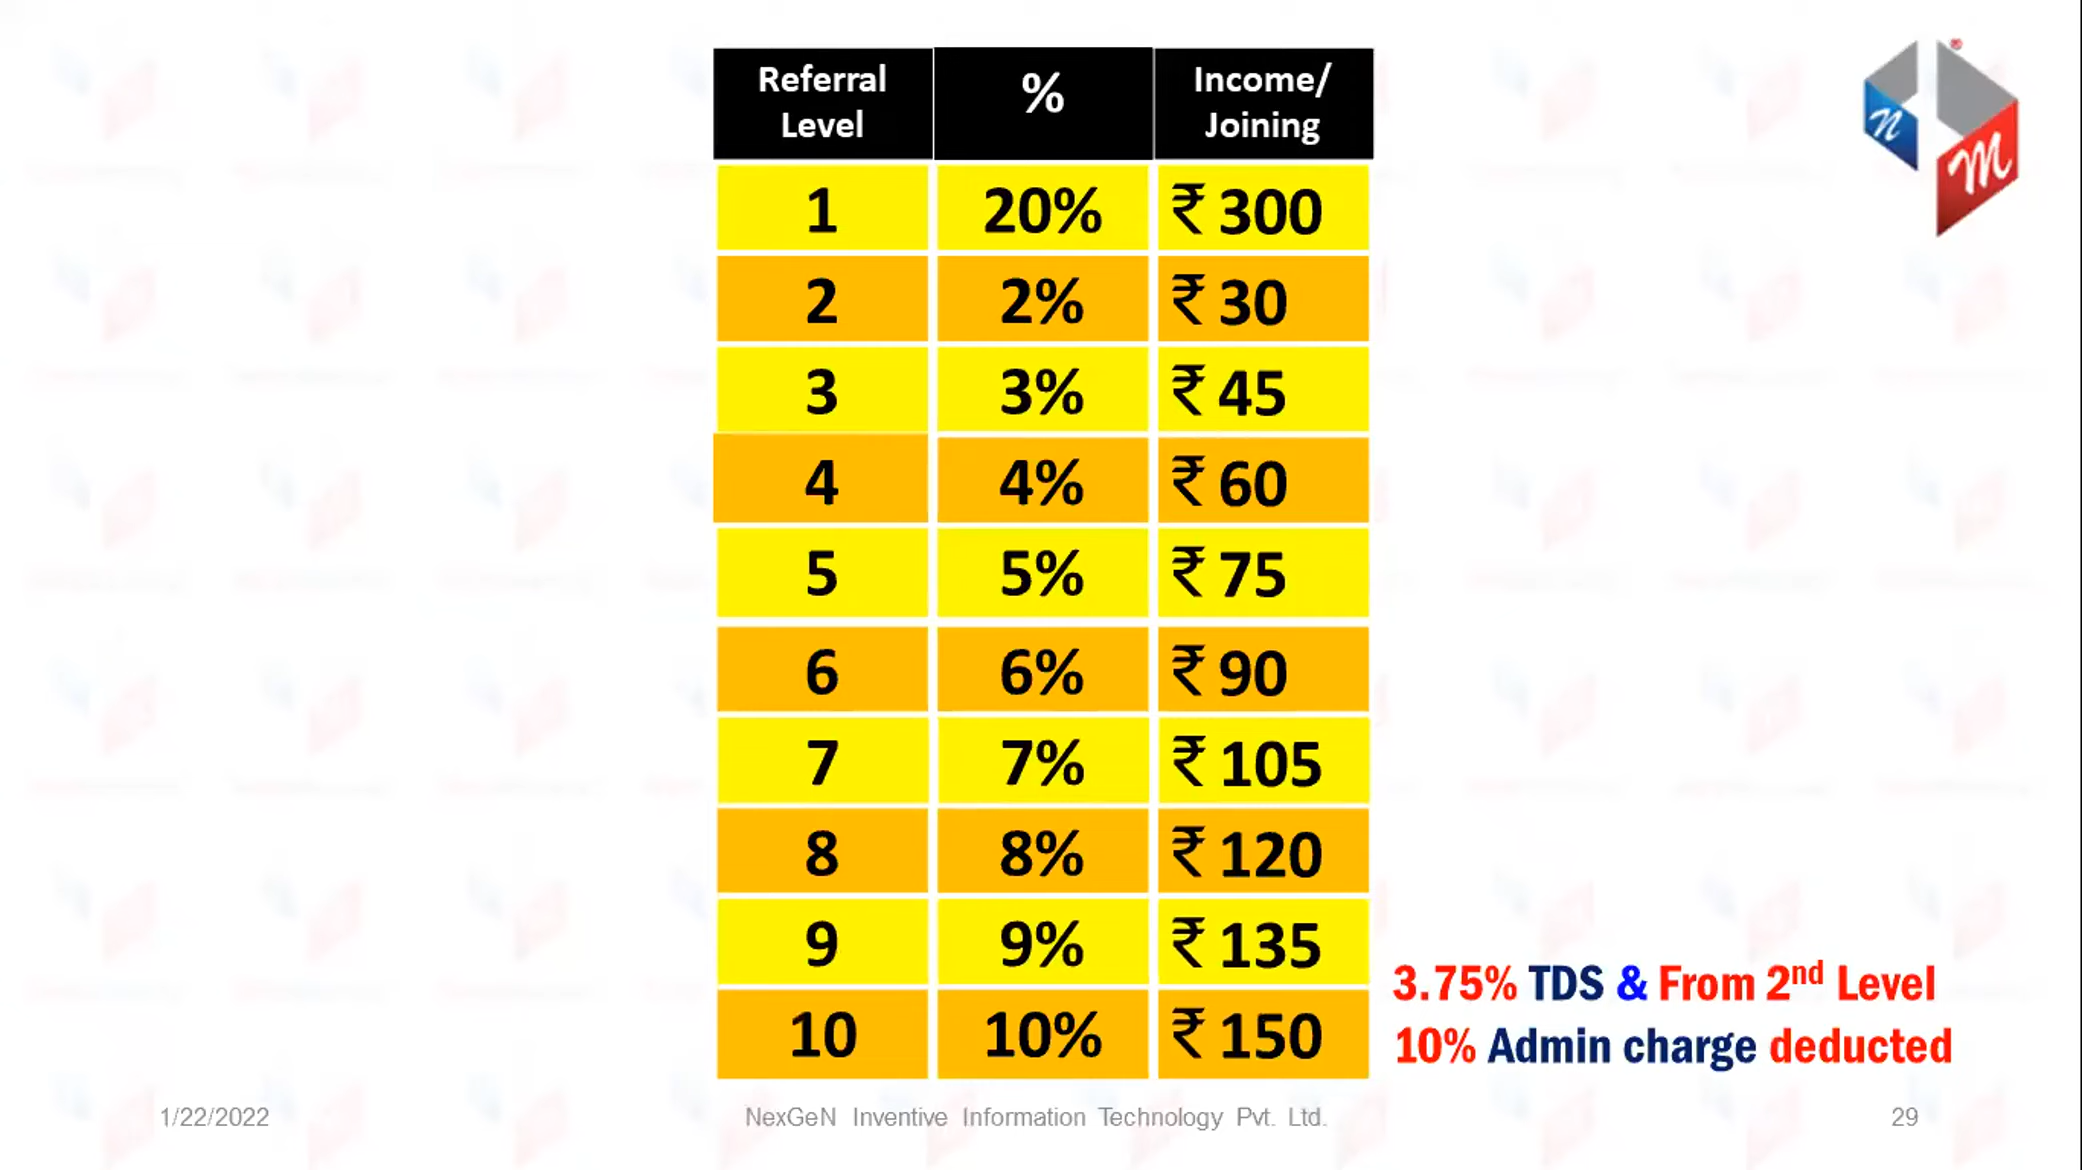 Referral Level % Income/ Joining
1 20% ₹ 300
2 2% ₹ 30
3 3% ₹ 45
4 4% ₹ 60
5 5% ₹ 75
6 6% ₹ 90
7 7% ₹ 105
8 8% ₹ 120
9 9% ₹ 135
10 10% ₹ 150
3.75% TDS & From 2nd Level
10% Admin charge deducted
n
m
®
1/22/2022 NexGeN Inventive Information Technology Pvt. Ltd. 29